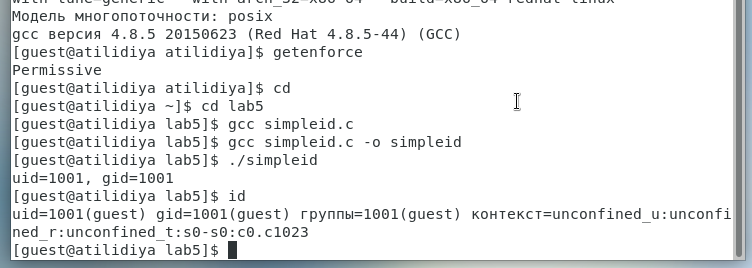 Модель многопоточности: posix
gcc версия 4.8.5 20150623 (Red Hat 4.8.5-44) (GCC)
[guest@atilidiya atilidiya]$ getenforce
Permissive
[guest@atilidiya atilidiya]$ cd
[guest@atilidiya ~]$ cd lab5
[guest@atilidiya lab5]$ gcc simpleid.c
[guest@atilidiya lab5]$ gcc simpleid.c -o simpleid
[guest@atilidiya lab5]$ ./simpleid
uid=1001, gid=1001
[guest@atilidiya lab5]$ id
uid=1001(guest) gid=1001(guest) группы=1001(guest) контекст=unconfined_u:unconfi
ned_r:unconfined_t:s0-s0:c0.c1023
[guest@atilidiya lab5]$